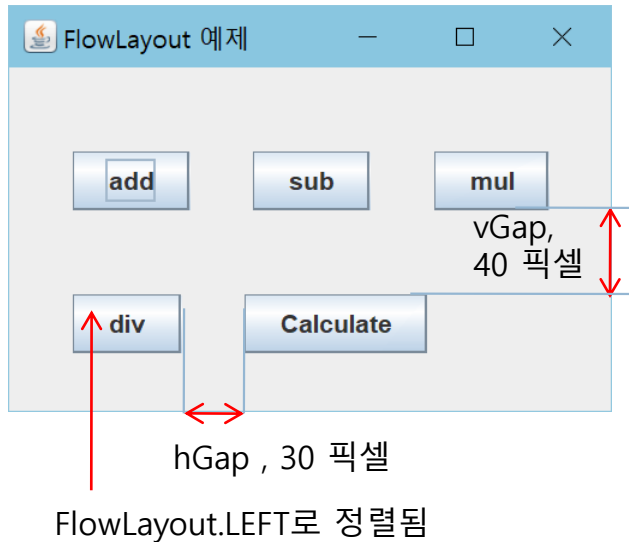 FlowLayout 예제
add
sub
mul
vGap,
40 픽셀
div
Calculate
hGap , 30 픽셀
FlowLayout.LEFT로 정렬됨